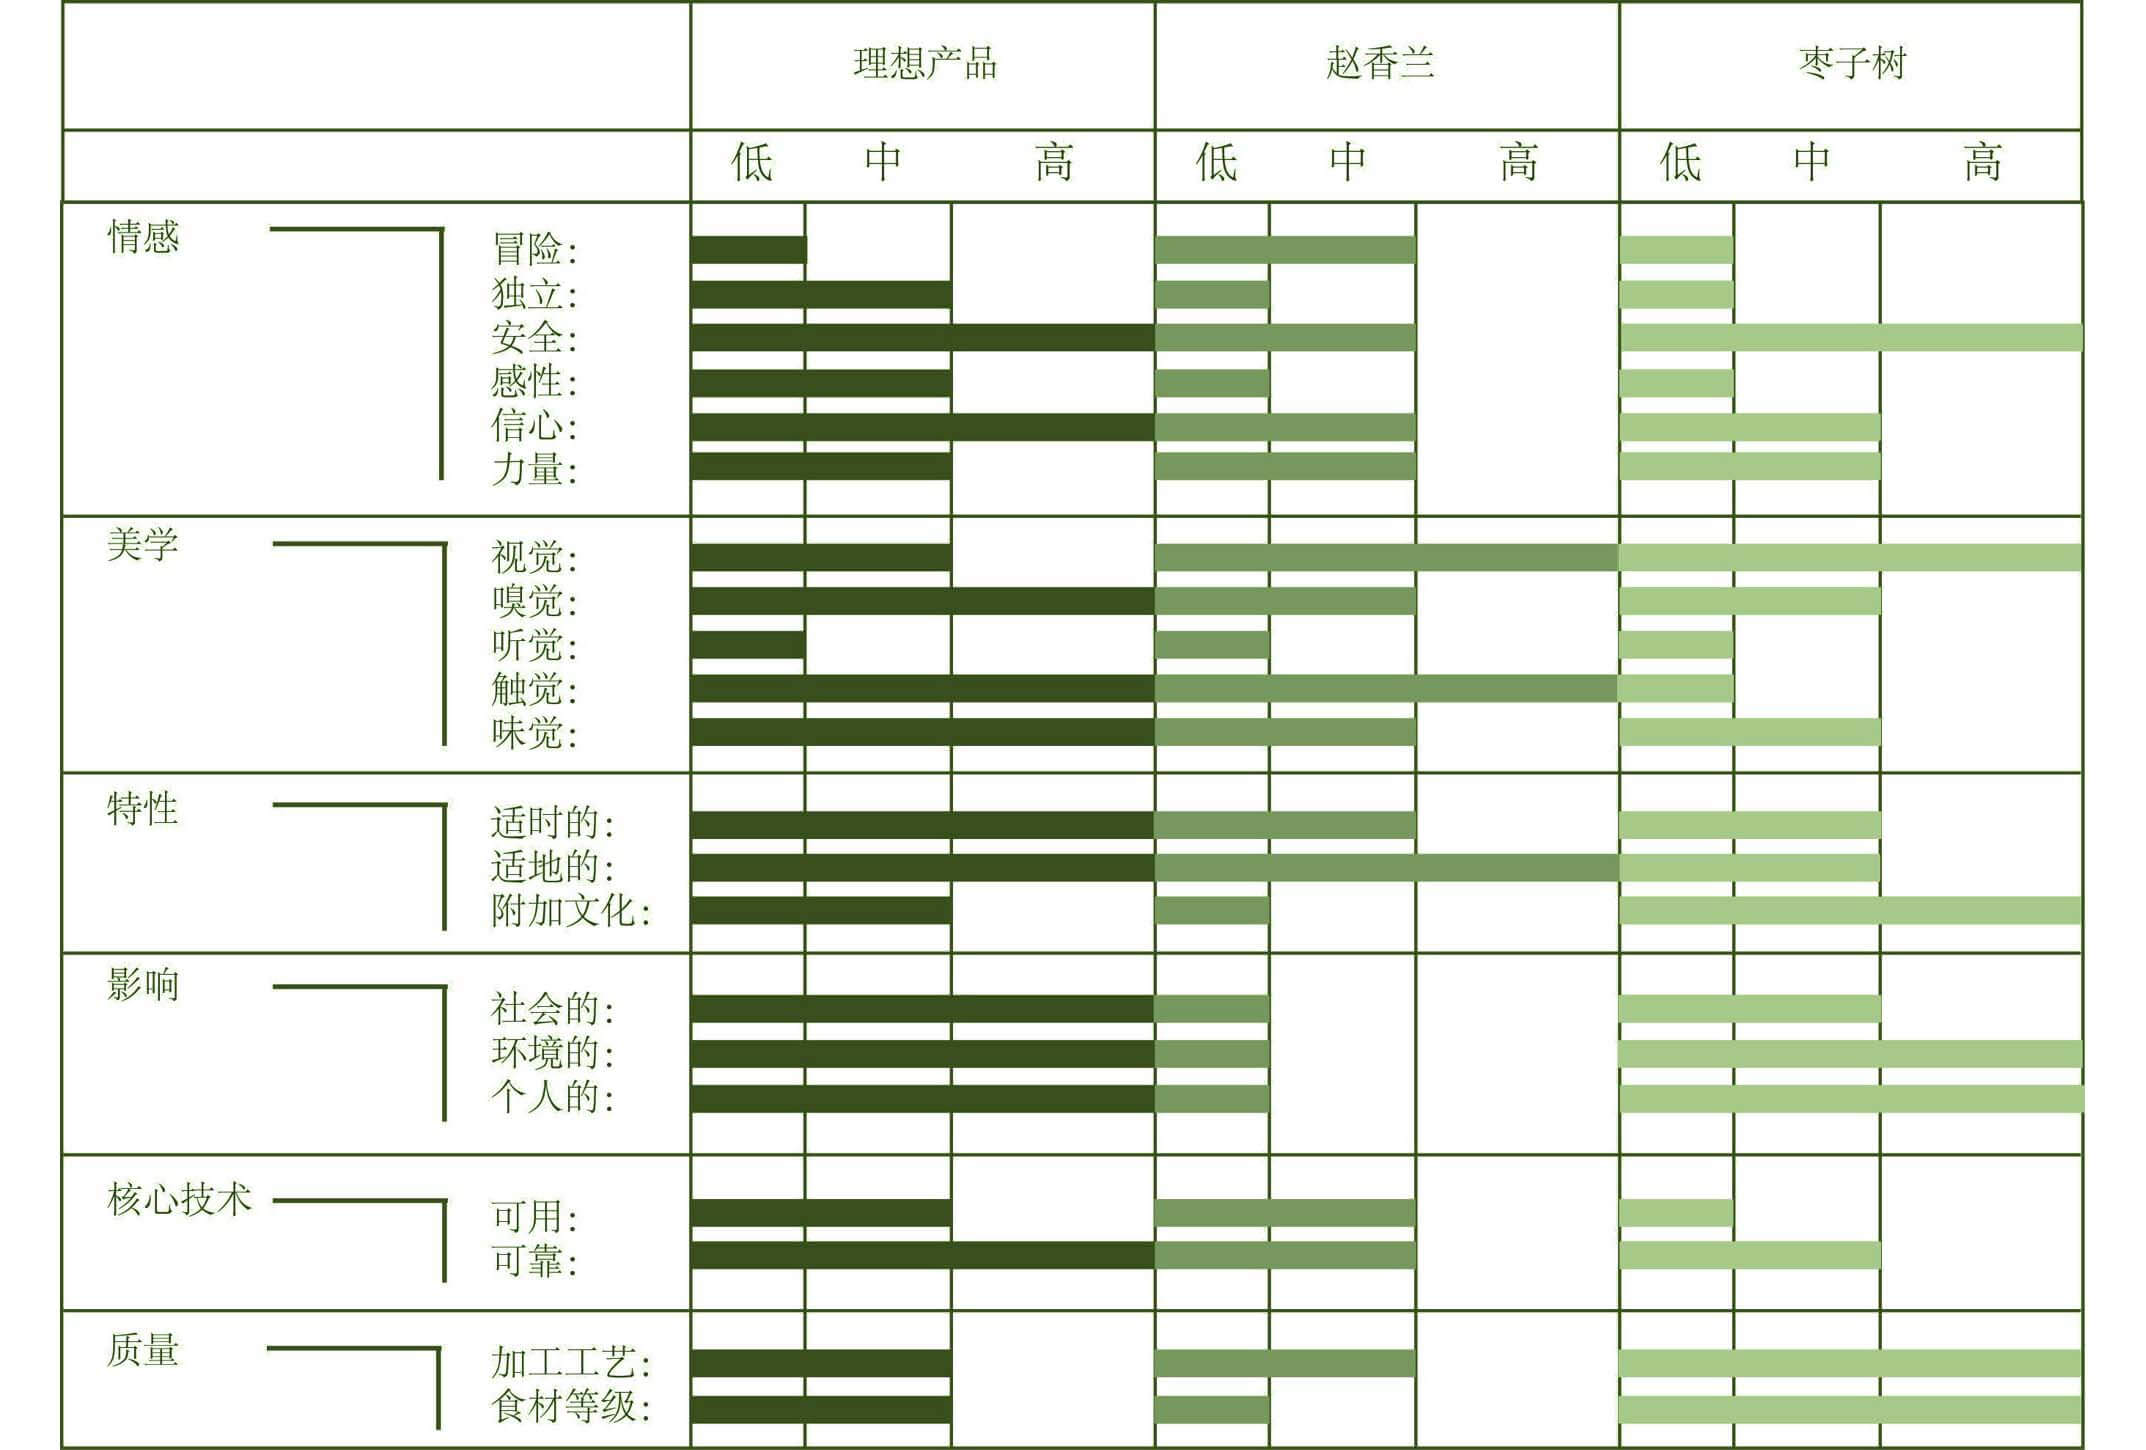 理想产品 赵香兰 枣子树
低 中 高 低 中 高 低 中 高
情感
冒险:
独立:
安全:
感性:
信心:
力量:
美学
视觉:
嗅觉:
听觉:
触觉:
味觉:
特性
适时的:
适地的:
附加文化:
影响
社会的:
环境的:
个人的:
核心技术
可用:
可靠:
质量
加工工艺:
食材等级: